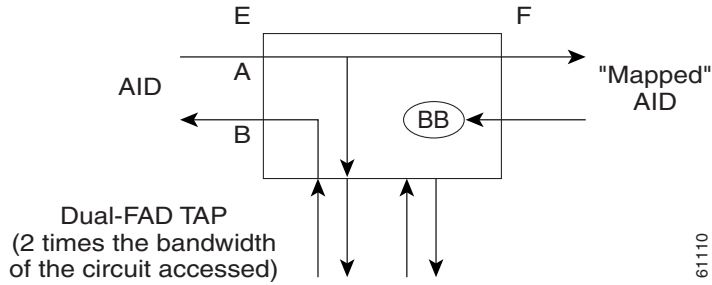 E
F
A
AID
"Mapped"
AID
B
BB
Dual-FAD TAP
(2 times the bandwidth
of the circuit accessed)
61110